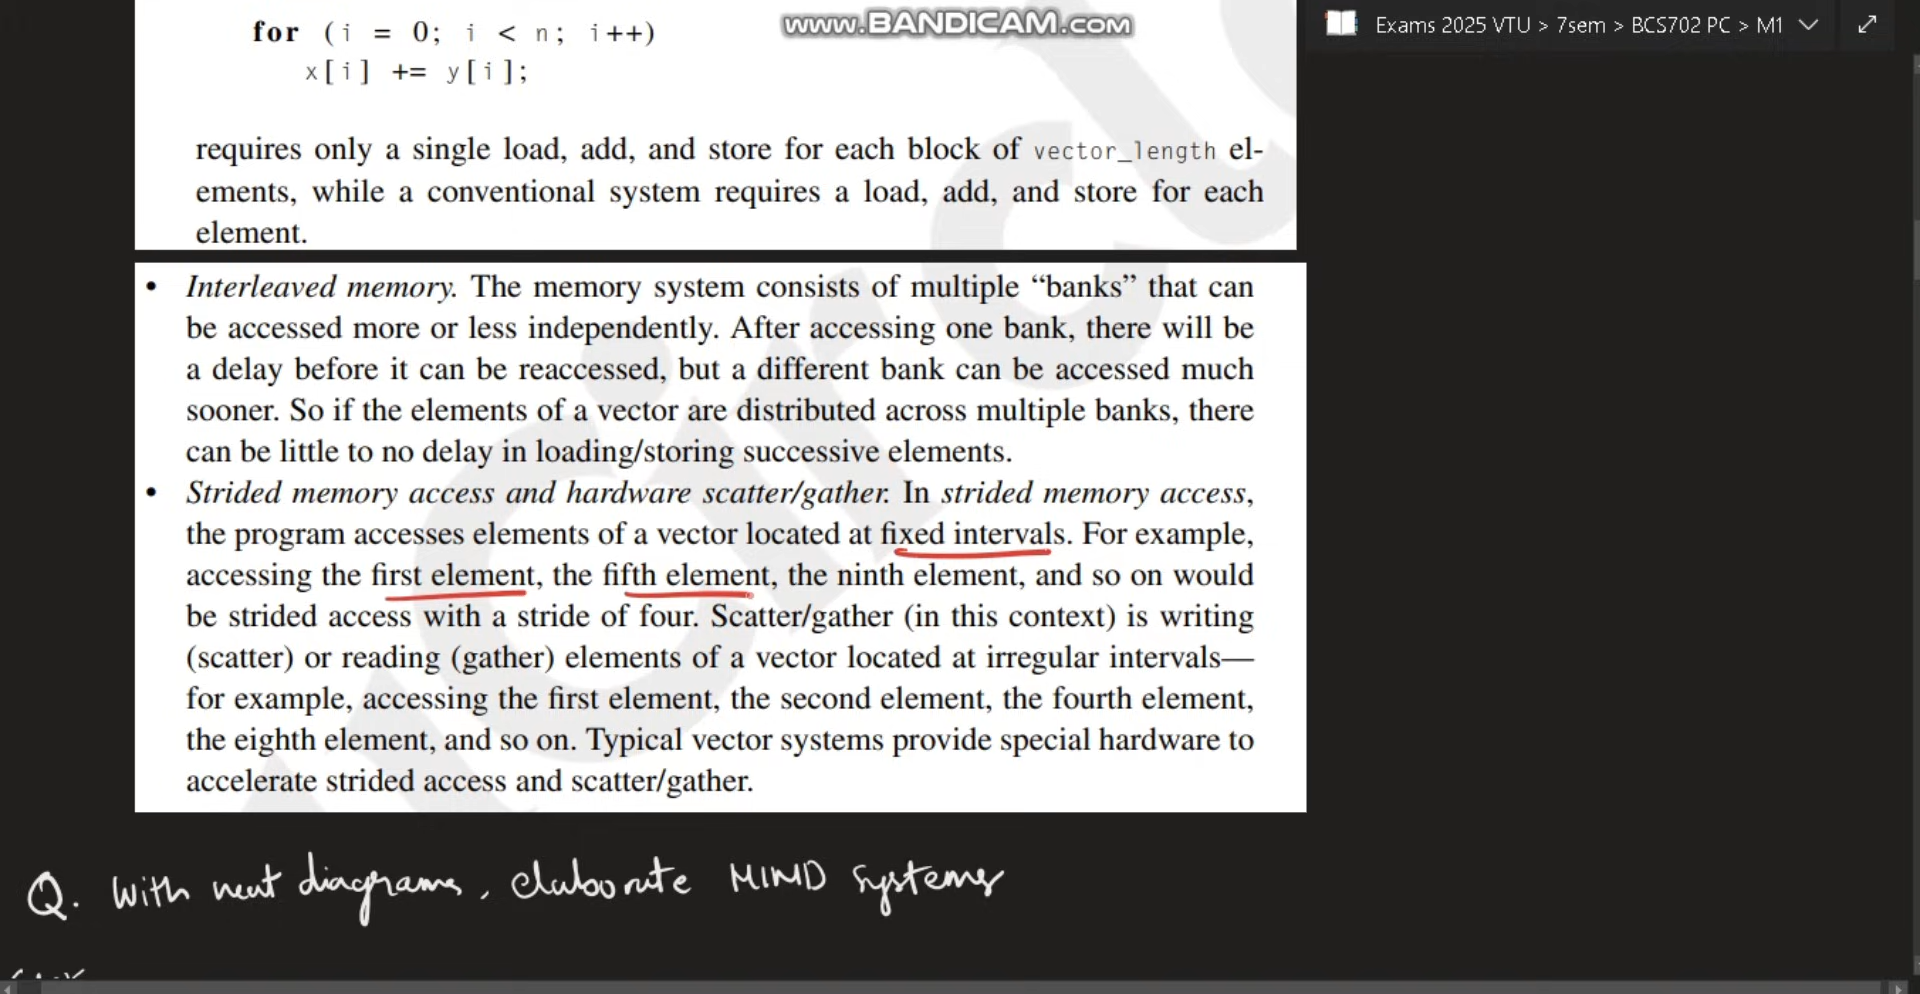 for (i = 0; i < n; i++)
www.BANDICAM.com
Exams 2025 VTU > 7sem > BCS702 PC > M1
x[i] += y[i];
requires only a single load, add, and store for each block of vector_length el-
ements, while a conventional system requires a load, add, and store for each
element.
• Interleaved memory. The memory system consists of multiple “banks” that can
be accessed more or less independently. After accessing one bank, there will be
a delay before it can be reaccessed, but a different bank can be accessed much
sooner. So if the elements of a vector are distributed across multiple banks, there
can be little to no delay in loading/storing successive elements.
• Strided memory access and hardware scatter/gather. In strided memory access,
the program accesses elements of a vector located at fixed intervals. For example,
accessing the first element, the fifth element, the ninth element, and so on would
be strided access with a stride of four. Scatter/gather (in this context) is writing
(scatter) or reading (gather) elements of a vector located at irregular intervals—
for example, accessing the first element, the second element, the fourth element,
the eighth element, and so on. Typical vector systems provide special hardware to
accelerate strided access and scatter/gather.
Q. With neat diagrams, elaborate MIMD systems